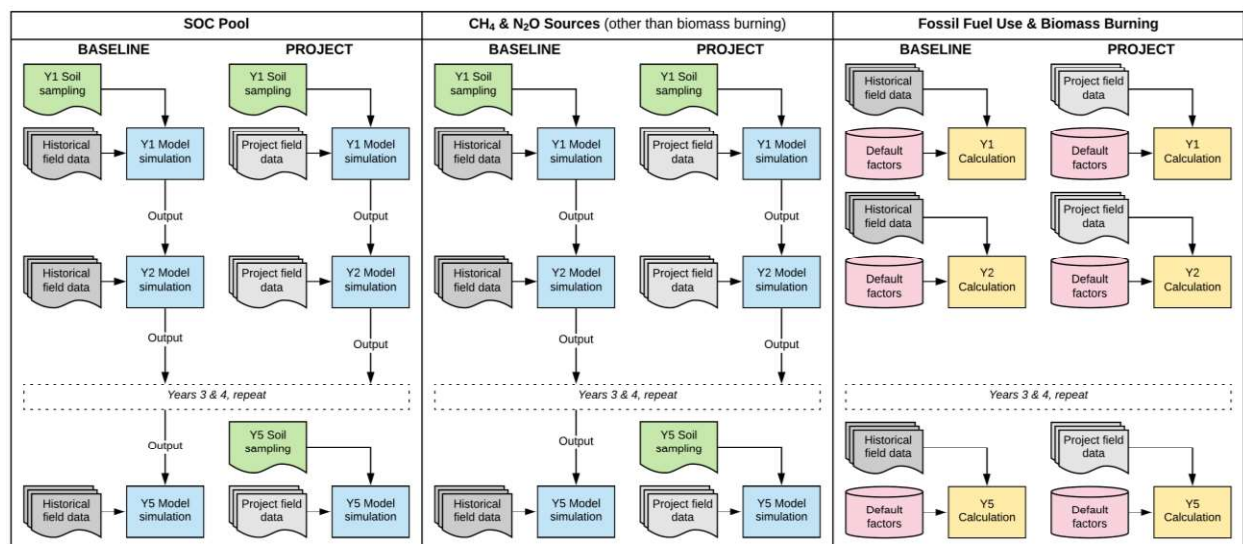 SOC Pool
BASELINE
PROJECT
Y1 Soil
sampling
Y1 Soil
sampling
Historical
field data
Y1 Model
simulation
Project field
data
Y1 Model
simulation
Output
Output
Historical
field data
Y2 Model
simulation
Project field
data
Y2 Model
simulation
Output
Output
Years 3 & 4, repeat
Output
Y5 Soil
sampling
Historical
field data
Y5 Model
simulation
Project field
data
Y5 Model
simulation
CH₄ & N₂O Sources (other than biomass burning)
BASELINE
PROJECT
Y1 Soil
sampling
Y1 Soil
sampling
Historical
field data
Y1 Model
simulation
Project field
data
Y1 Model
simulation
Output
Output
Historical
field data
Y2 Model
simulation
Project field
data
Y2 Model
simulation
Output
Output
Years 3 & 4, repeat
Output
Y5 Soil
sampling
Historical
field data
Y5 Model
simulation
Project field
data
Y5 Model
simulation
Fossil Fuel Use & Biomass Burning
BASELINE
PROJECT
Historical
field data
Project field
data
Default
factors
Y1
Calculation
Default
factors
Y1
Calculation
Historical
field data
Project field
data
Default
factors
Y2
Calculation
Default
factors
Y2
Calculation
Years 3 & 4, repeat
Historical
field data
Project field
data
Default
factors
Y5
Calculation
Default
factors
Y5
Calculation